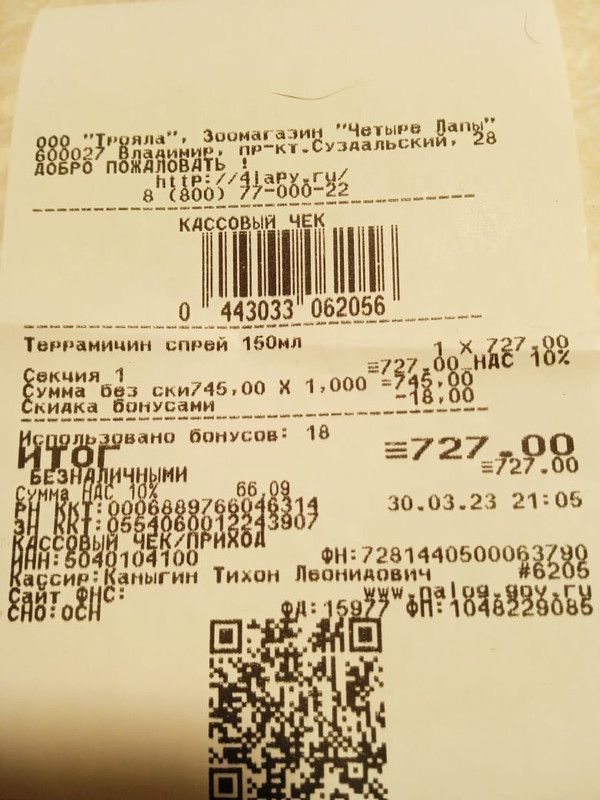 ООО "Трояла", Зоомагазин "Четыре Лапы"
600027 Владимир, пр-кт.Суздальский, 28
ДОБРО ПОЖАЛОВАТЬ !
http://4lapy.ru/
8 (800) 77-000-22
КАССОВЫЙ ЧЕК
0 443033 062056
Террамицин спрей 150мл
1 X 727.00
Секция 1 ≡727.00 НДС 10%
Сумма без ски745,00 X 1,000 =745,00
Скидка бонусами -18,00
Использовано бонусов: 18
ИТОГ ≡727.00
БЕЗНАЛИЧНЫМИ ≡727.00
Сумма НДС 10% 66.09
РН ККТ:0006889766046314 30.03.23 21:05
ЗН ККТ:0554060012243907
КАССОВЫЙ ЧЕК/ПРИХОД
ИНН:5040104100 ФН:7281440500063790
Кассир:Каныгин Тихон Леонидович #6205
Сайт ФНС: www.nalog.gov.ru
СНО:ОСН ФД:15977 ФП:1048229085